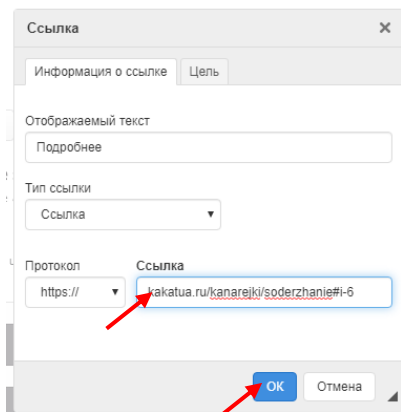 Ссылка
Информация о ссылке Цель
Отображаемый текст
Подробнее
Тип ссылки
Ссылка
Протокол Ссылка
https:// kakatua.ru/kanarejki/soderzhanie#i-6
ОК Отмена